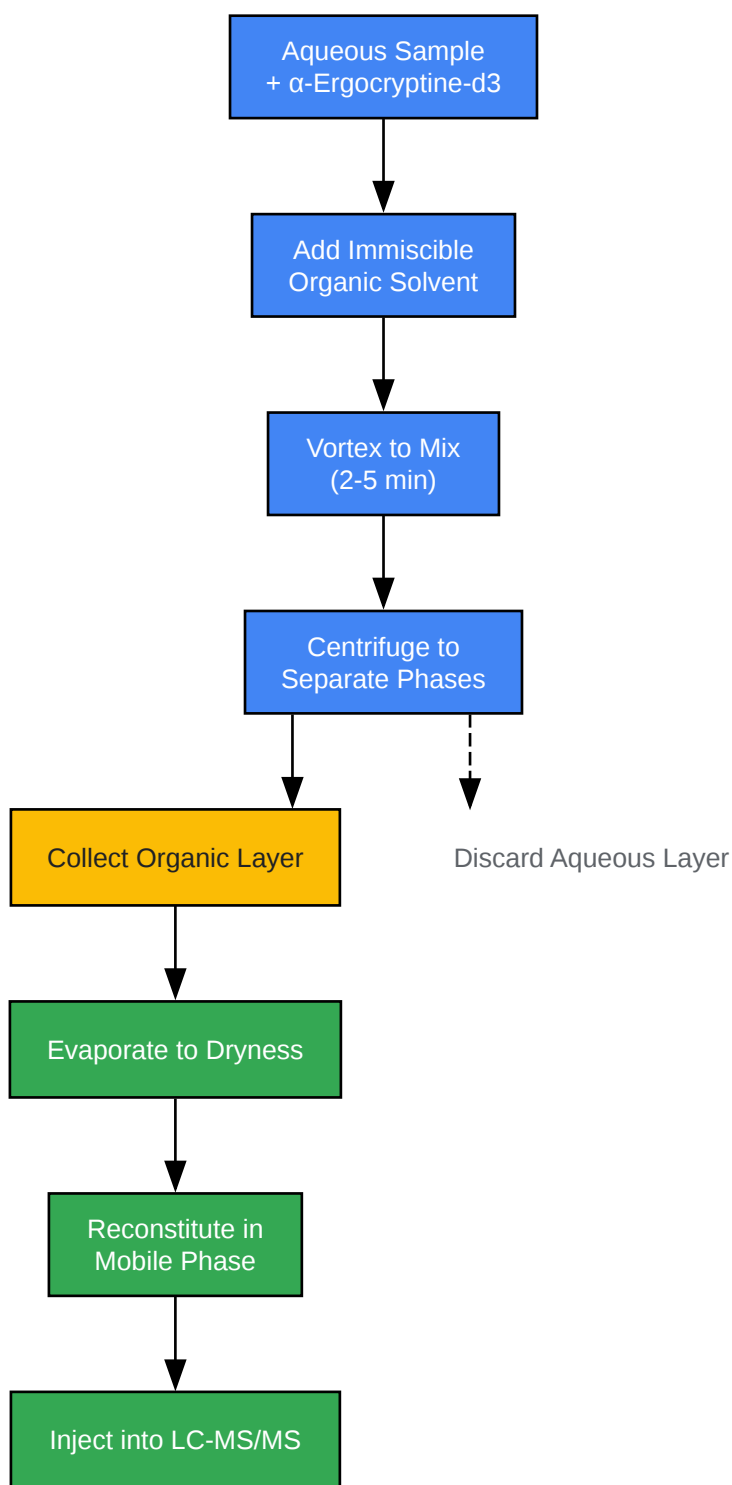 Aqueous Sample
+ α-Ergocryptine-d3
Add Immiscible
Organic Solvent
Vortex to Mix
(2-5 min)
Centrifuge to
Separate Phases
Collect Organic Layer
Discard Aqueous Layer
Evaporate to Dryness
Reconstitute in
Mobile Phase
Inject into LC-MS/MS